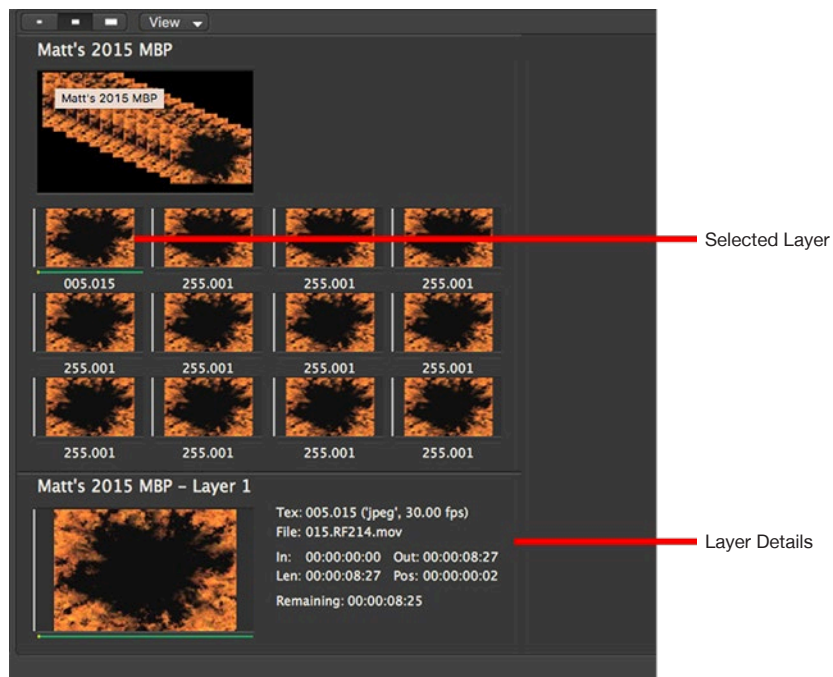 View
Matt's 2015 MBP
Matt's 2015 MBP
Selected Layer
005.015 255.001 255.001 255.001
255.001 255.001 255.001 255.001
255.001 255.001 255.001 255.001
Matt's 2015 MBP – Layer 1
Tex: 005.015 ('jpeg', 30.00 fps)
File: 015.RF214.mov
Layer Details
In: 00:00:00:00 Out: 00:00:08:27
Len: 00:00:08:27 Pos: 00:00:00:02
Remaining: 00:00:08:25